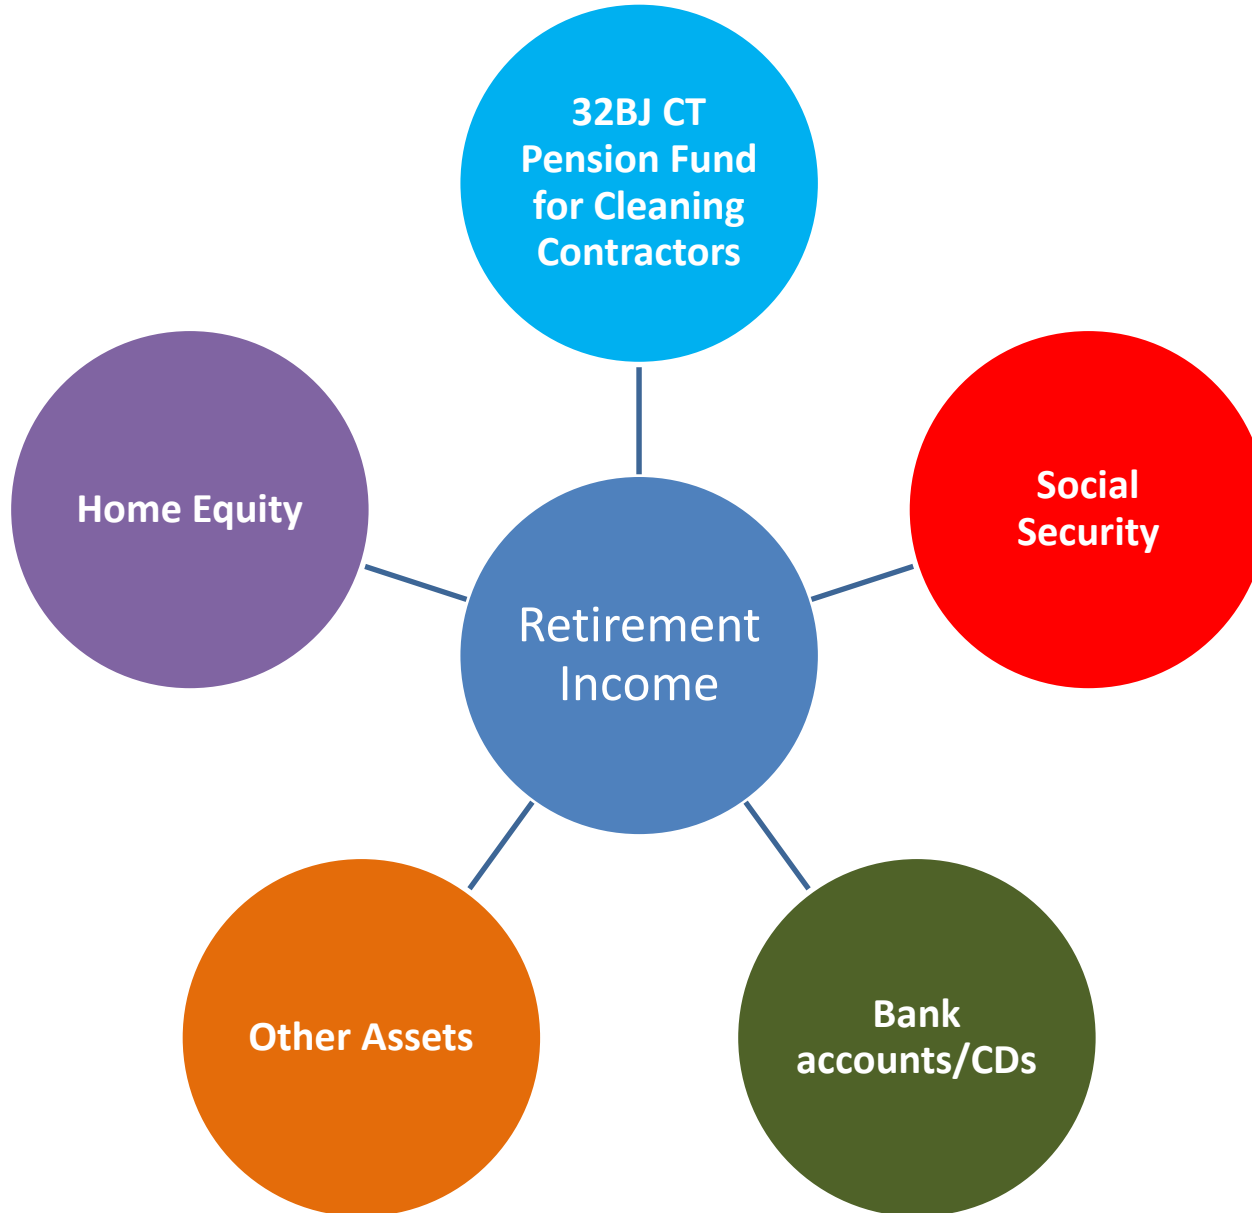 32BJ CT
Pension Fund
for Cleaning
Contractors
Home Equity
Social
Security
Retirement
Income
Other Assets
Bank
accounts/CDs